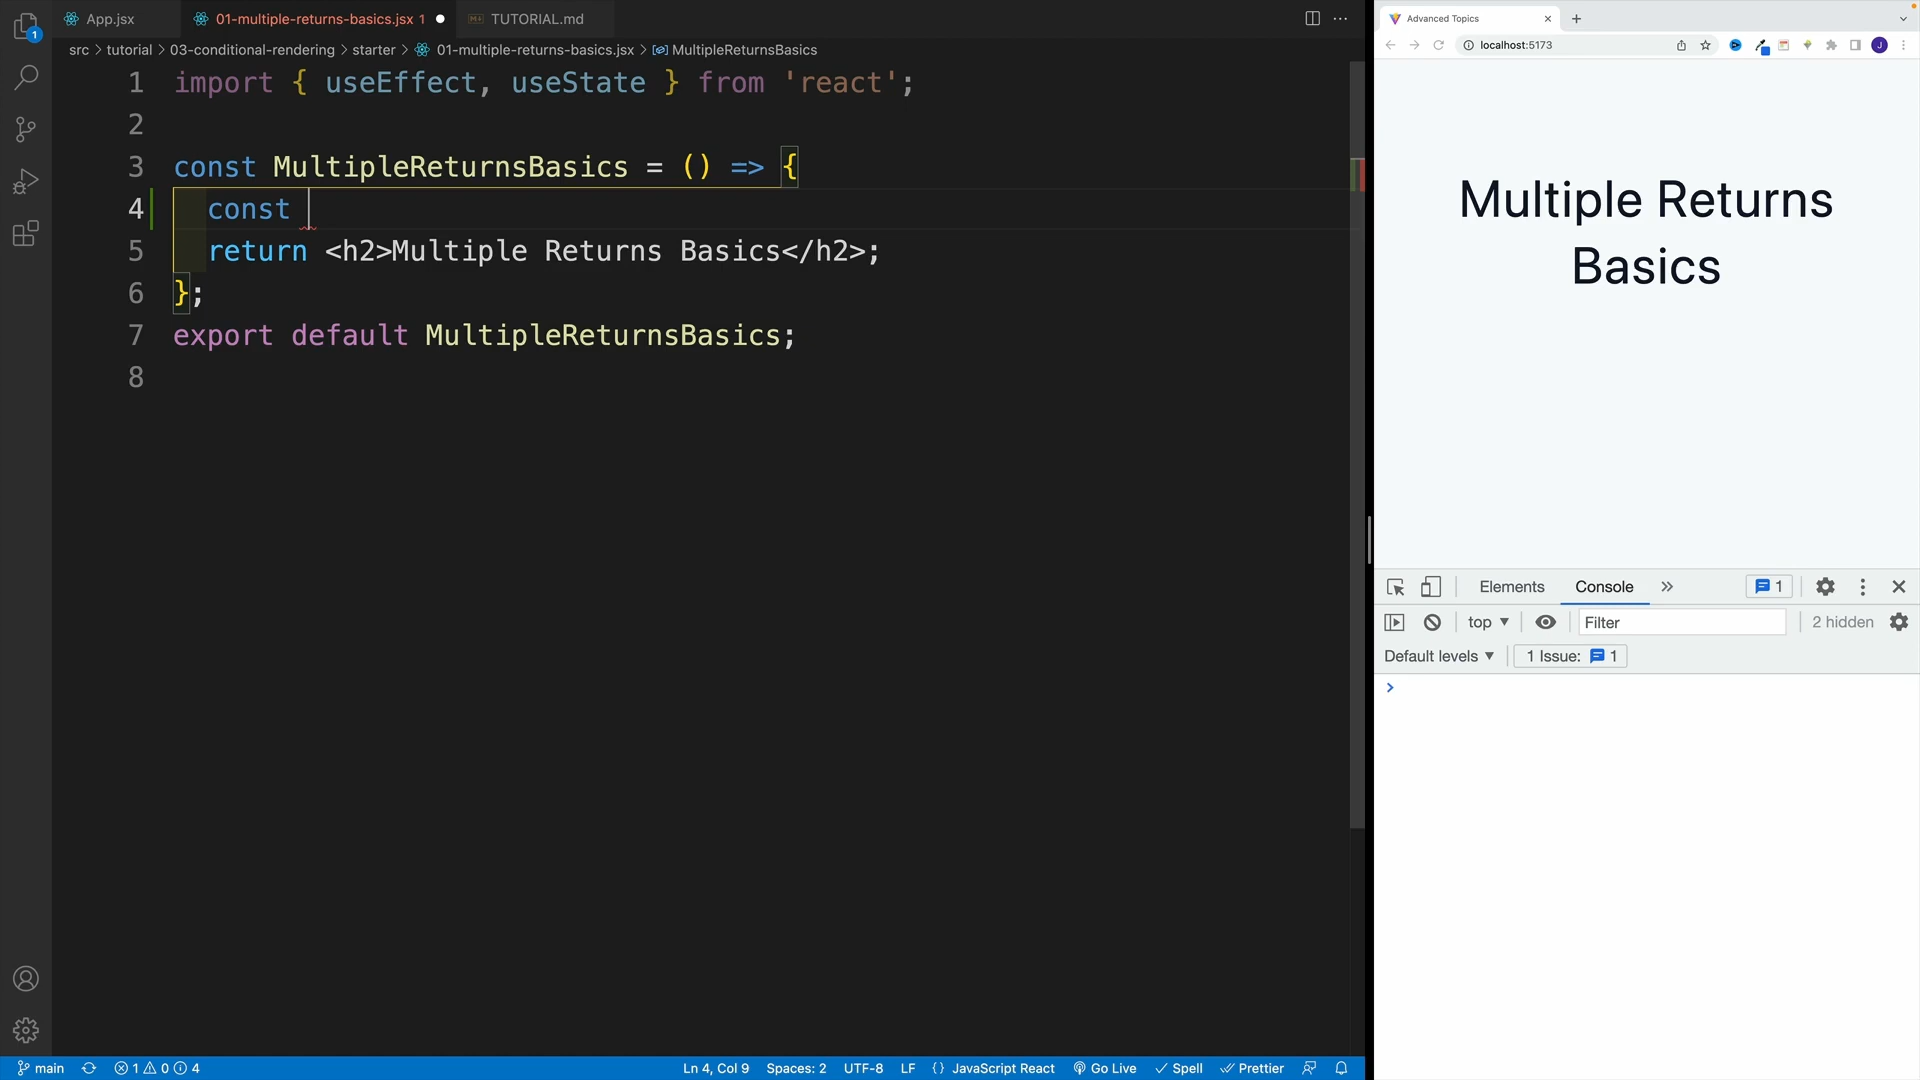 App.jsx
01-multiple-returns-basics.jsx 1
TUTORIAL.md
src > tutorial > 03-conditional-rendering > starter > 01-multiple-returns-basics.jsx > MultipleReturnsBasics
1 import { useEffect, useState } from 'react';
2
3 const MultipleReturnsBasics = () => {
4 const
5 return <h2>Multiple Returns Basics</h2>;
6 };
7 export default MultipleReturnsBasics;
8
1
main
1 0 4
Ln 4, Col 9
Spaces: 2
UTF-8
LF
{} JavaScript React
Go Live
Spell
Prettier
Advanced Topics
localhost:5173
J
Multiple Returns
Basics
Elements
Console
1
top
Filter
2 hidden
Default levels
1 Issue: 1